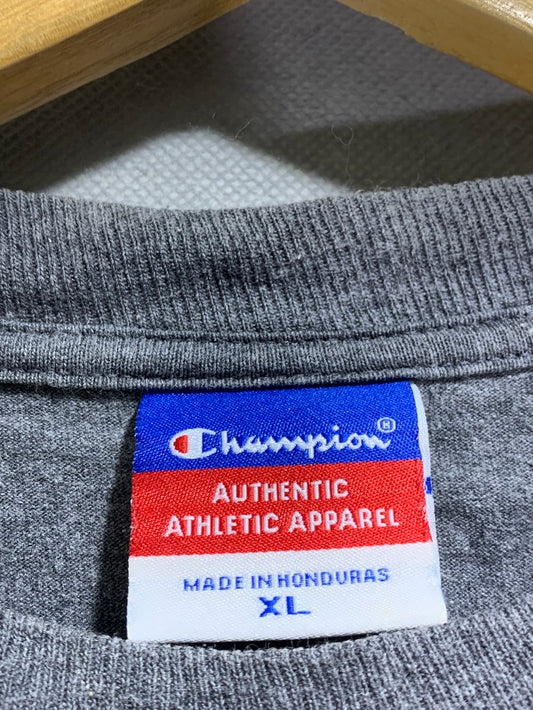 Champion®
AUTHENTIC
ATHLETIC APPAREL
MADE IN HONDURAS
XL